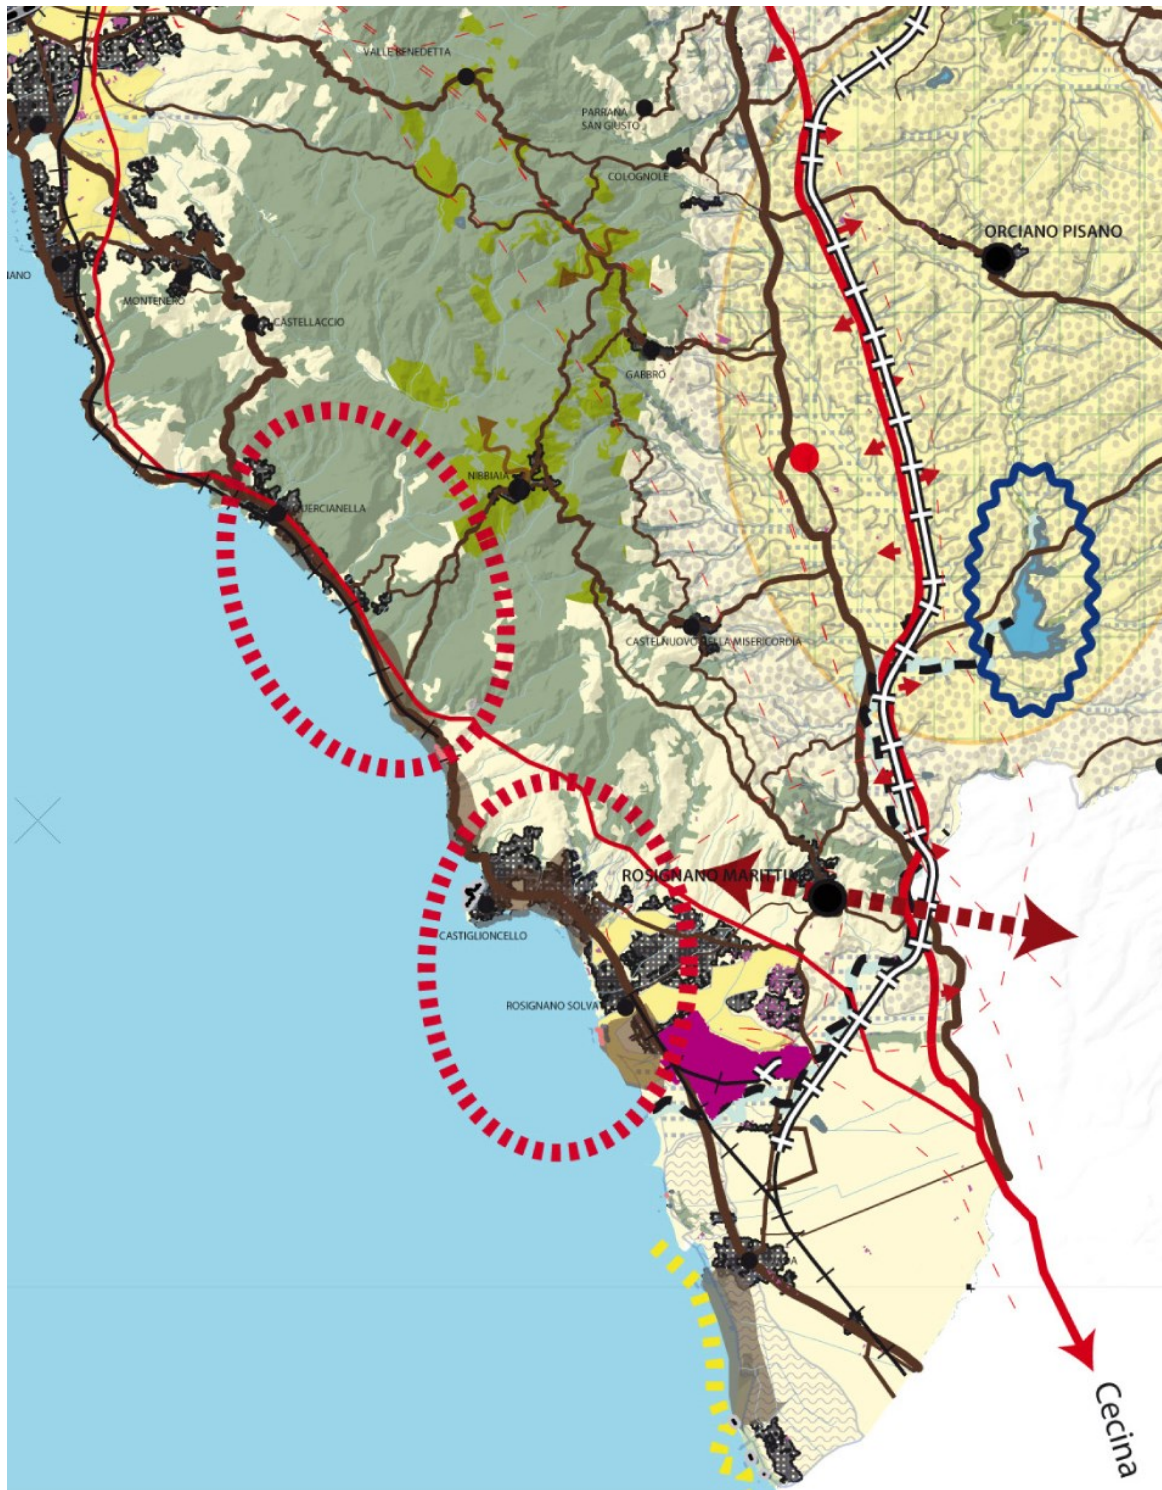 VALLE BENEDETTA
PARRANA
SAN GIUSTO
COLOGNOLE
ORCIANO PISANO
MONTENERO
CASTELLACCIO
GABBRO
NIBBIAIA
QUERCIANELLA
CASTELNUOVO DELLA MISERICORDIA
ROSIGNANO MARITTIMO
CASTIGLIONCELLO
ROSIGNANO SOLVAY
Cecina